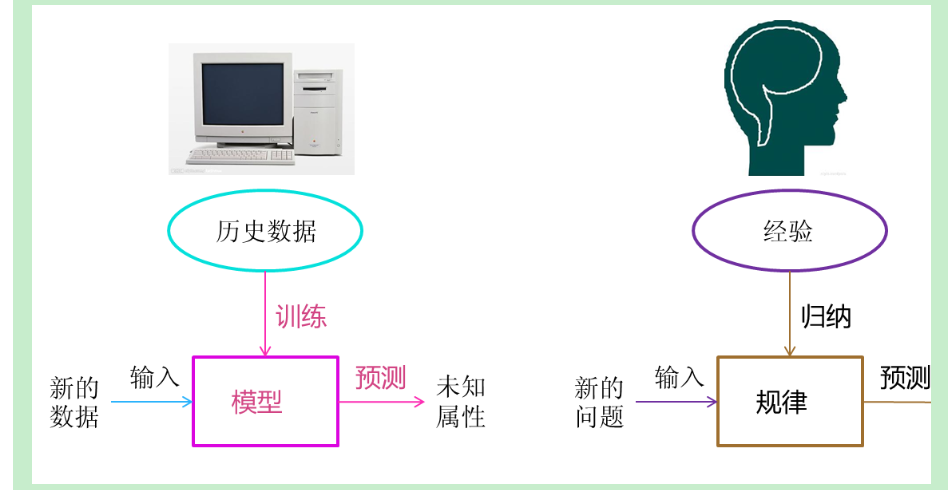 历史数据
经验
训练
归纳
新的
数据
输入
模型
预测
未知
属性
新的
问题
输入
规律
预测